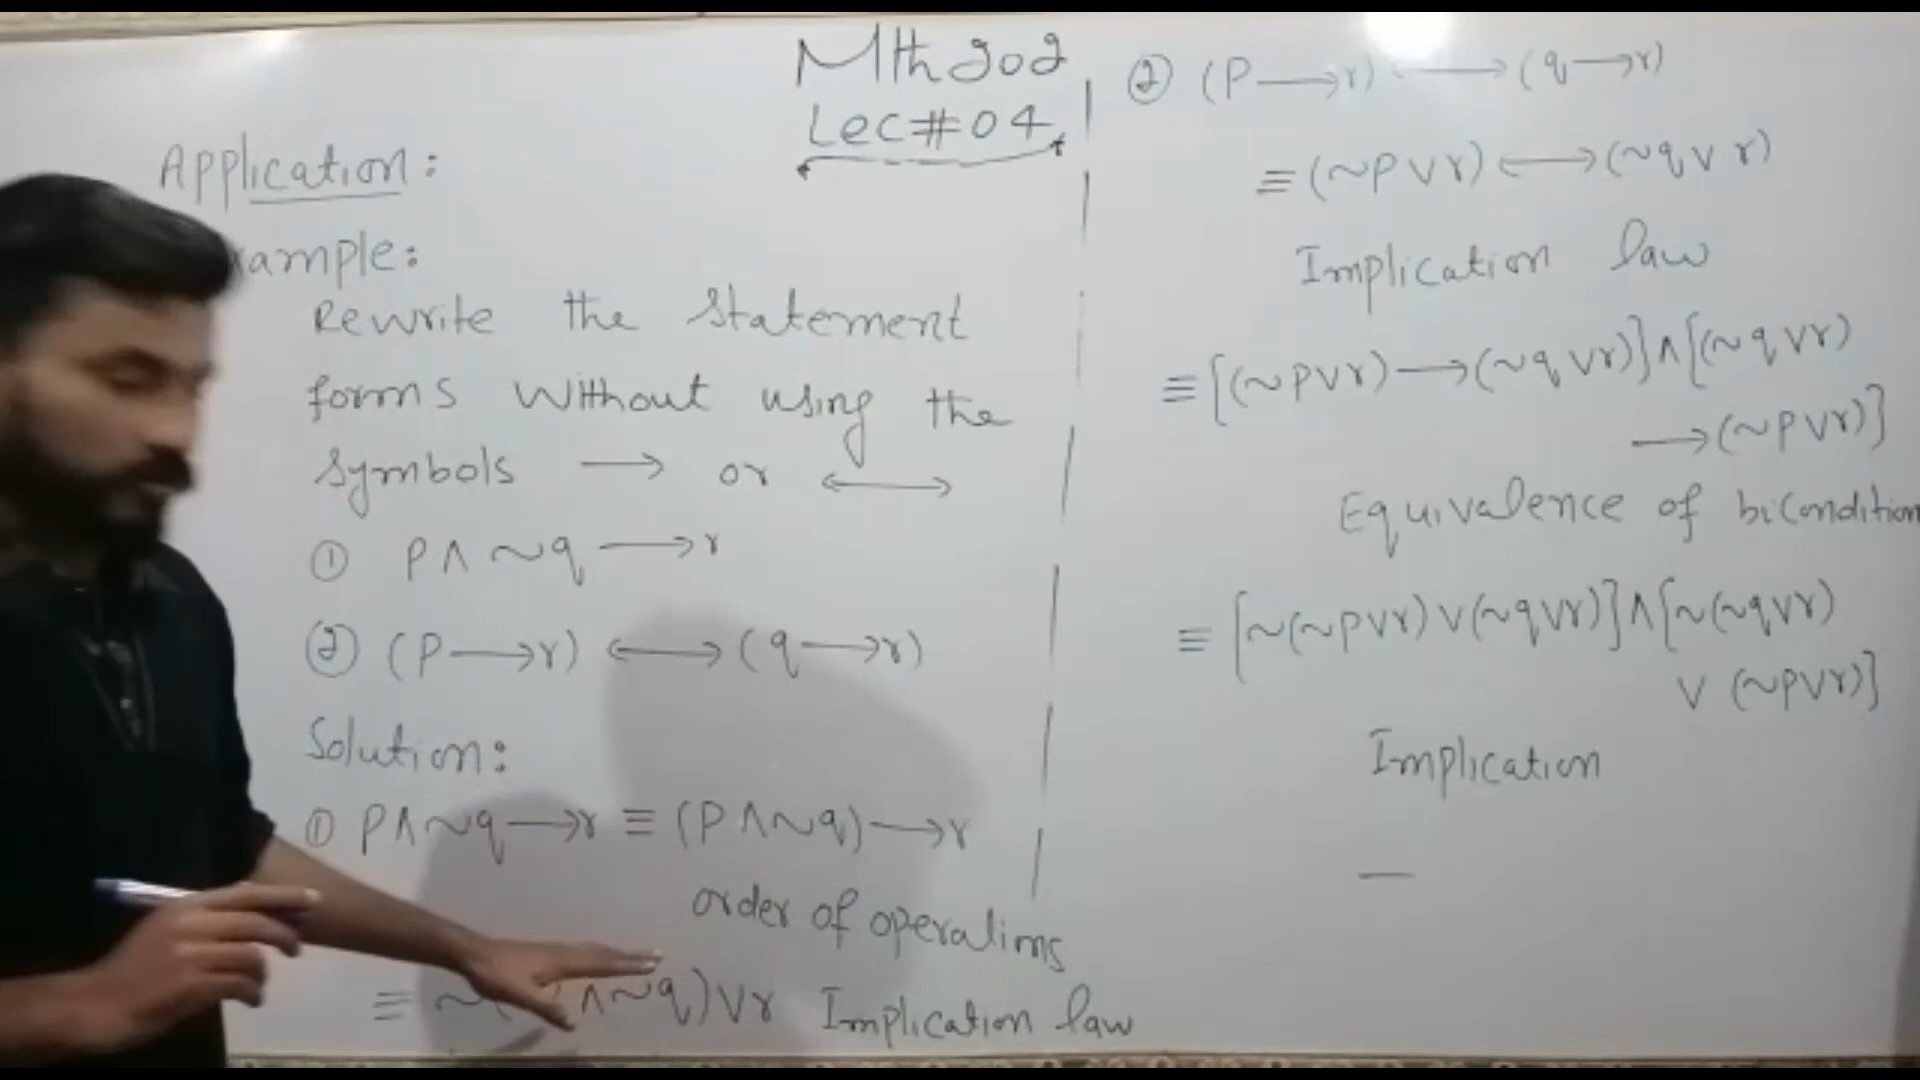 Mth202
Lec#04
Application:
xample:
Rewrite the statement
forms without using the
symbols → or ↔
① P∧~q → r
② (P → r) ↔ (q → r)
Solution:
① P∧~q → r ≡ (P∧~q) → r
order of operations
≡ ~( ∧~q)∨r Implication law
② (P → r) ↔ (q → r)
≡ (~P∨r) ↔ (~q∨r)
Implication law
≡ [(~P∨r) → (~q∨r)]∧[(~q∨r)
→ (~P∨r)]
Equivalence of bicondition
≡ [~(~P∨r)∨(~q∨r)]∧[~(~q∨r)
∨ (~P∨r)]
Implication
—